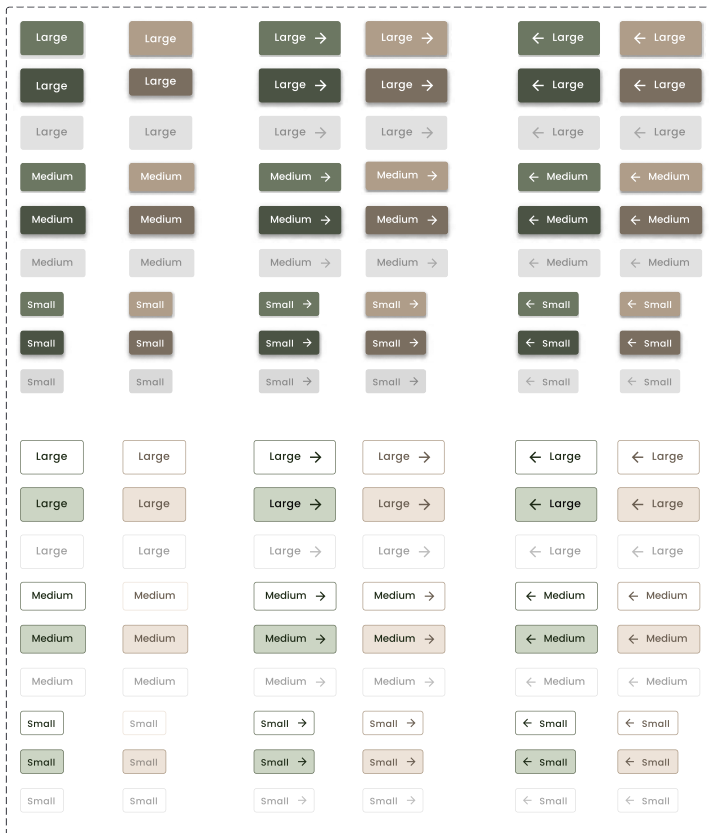 Large Large Large → Large → ← Large ← Large
Large Large Large → Large → ← Large ← Large
Large Large Large → Large → ← Large ← Large
Medium Medium Medium → Medium → ← Medium ← Medium
Medium Medium Medium → Medium → ← Medium ← Medium
Medium Medium Medium → Medium → ← Medium ← Medium
Small Small Small → Small → ← Small ← Small
Small Small Small → Small → ← Small ← Small
Small Small Small → Small → ← Small ← Small
Large Large Large → Large → ← Large ← Large
Large Large Large → Large → ← Large ← Large
Large Large Large → Large → ← Large ← Large
Medium Medium Medium → Medium → ← Medium ← Medium
Medium Medium Medium → Medium → ← Medium ← Medium
Medium Medium Medium → Medium → ← Medium ← Medium
Small Small Small → Small → ← Small ← Small
Small Small Small → Small → ← Small ← Small
Small Small Small → Small → ← Small ← Small